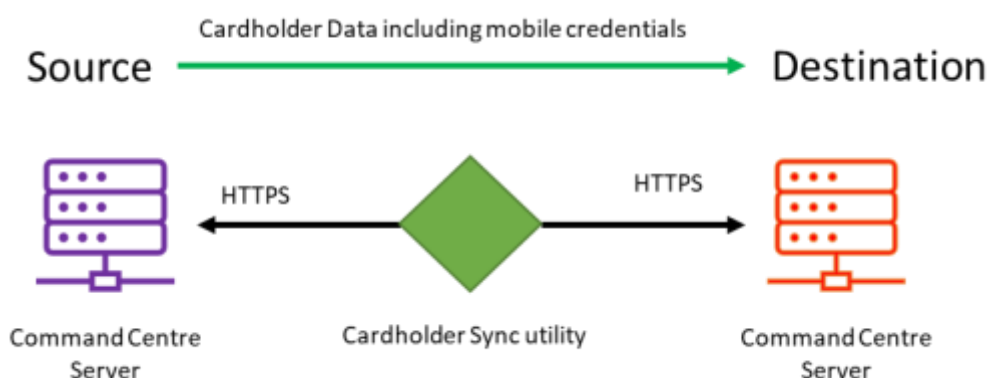 Cardholder Data including mobile credentials
Source
Destination
HTTPS
HTTPS
Command Centre
Server
Cardholder Sync utility
Command Centre
Server